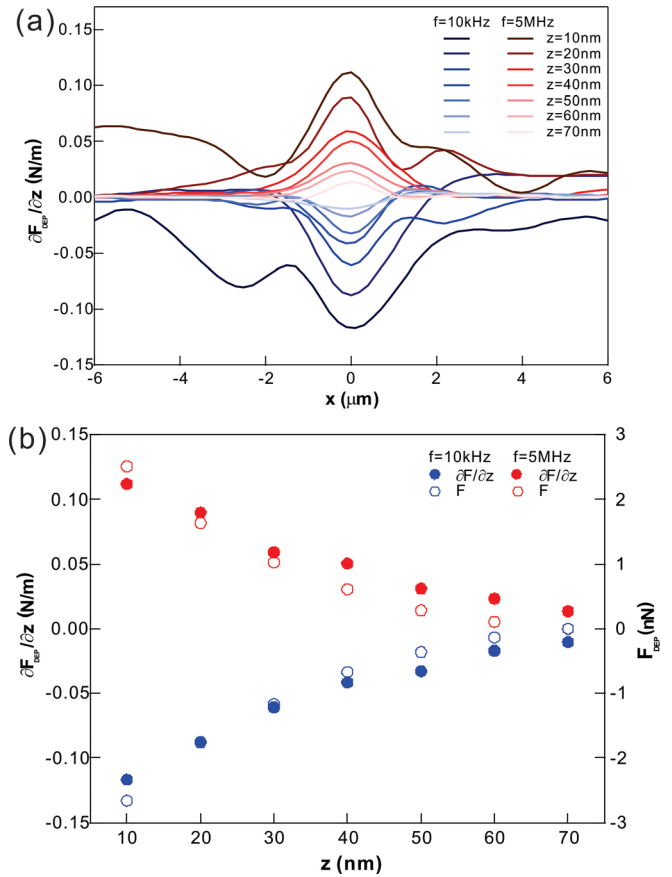 (a)
f=10kHz f=5MHz
z=10nm
z=20nm
z=30nm
z=40nm
z=50nm
z=60nm
z=70nm
0.15
0.10
0.05
0.00
-0.05
-0.10
-0.15
∂F_DEP/∂z (N/m)
-6 -4 -2 0 2 4 6
x (μm)
(b)
f=10kHz f=5MHz
∂F/∂z ∂F/∂z
F F
0.15
0.10
0.05
0.00
-0.05
-0.10
-0.15
∂F_DEP/∂z (N/m)
3
2
1
0
-1
-2
-3
F_DEP (nN)
10 20 30 40 50 60 70
z (nm)